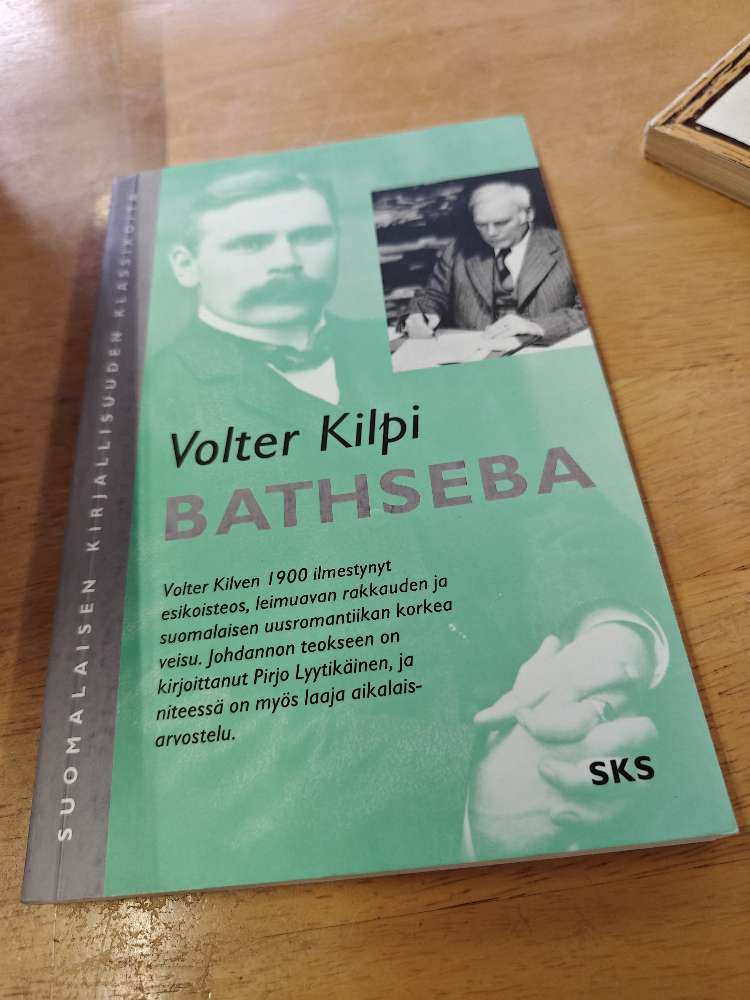 SUOMALAISEN KIRJALLISUUDEN KLASSIKOITA
Volter Kilpi
BATHSEBA
Volter Kilven 1900 ilmestynyt
esikoisteos, leimuavan rakkauden ja
suomalaisen uusromantiikan korkea
veisu. Johdannon teokseen on
kirjoittanut Pirjo Lyytikäinen, ja
niteessä on myös laaja aikalais-
arvostelu.
SKS